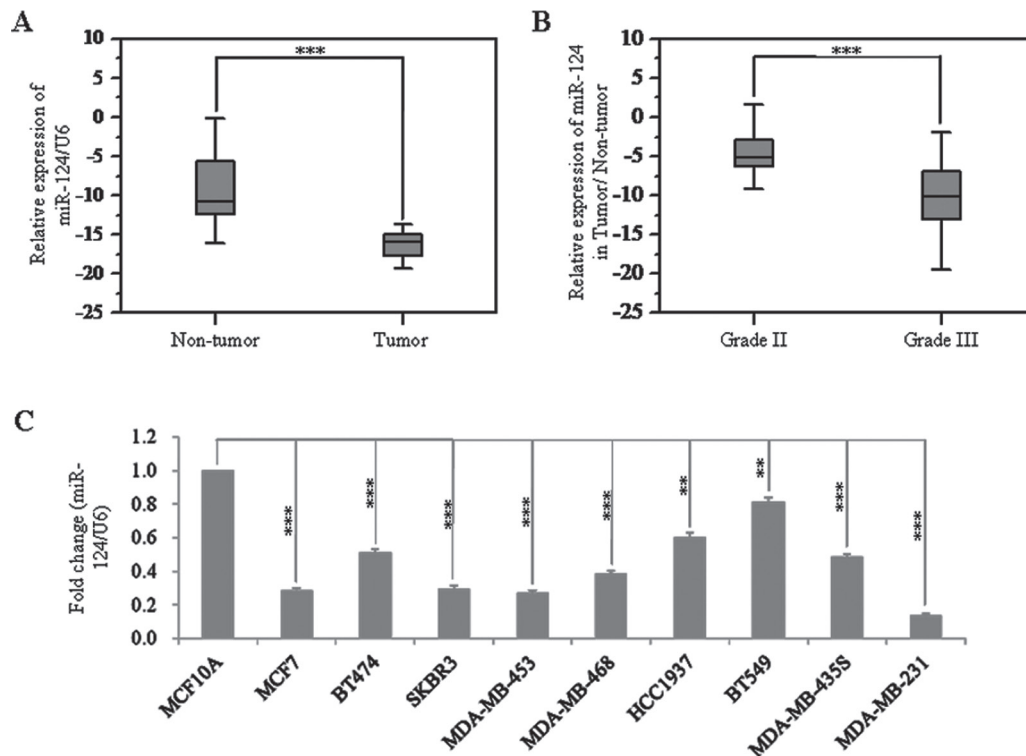 A
Relative expression of
miR-124/U6
10
5
0
-5
-10
-15
-20
-25
***
Non-tumor
Tumor
B
Relative expression of miR-124
in Tumor/ Non-tumor
10
5
0
-5
-10
-15
-20
-25
***
Grade II
Grade III
C
Fold change (miR-
124/U6)
1.2
1.0
0.8
0.6
0.4
0.2
0.0
***
***
***
***
***
**
**
***
***
MCF10A
MCF7
BT474
SKBR3
MDA-MB-453
MDA-MB-468
HCC1937
BT549
MDA-MB-435S
MDA-MB-231